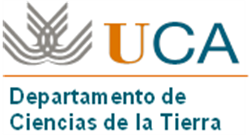 UCA
Departamento de
Ciencias de la Tierra